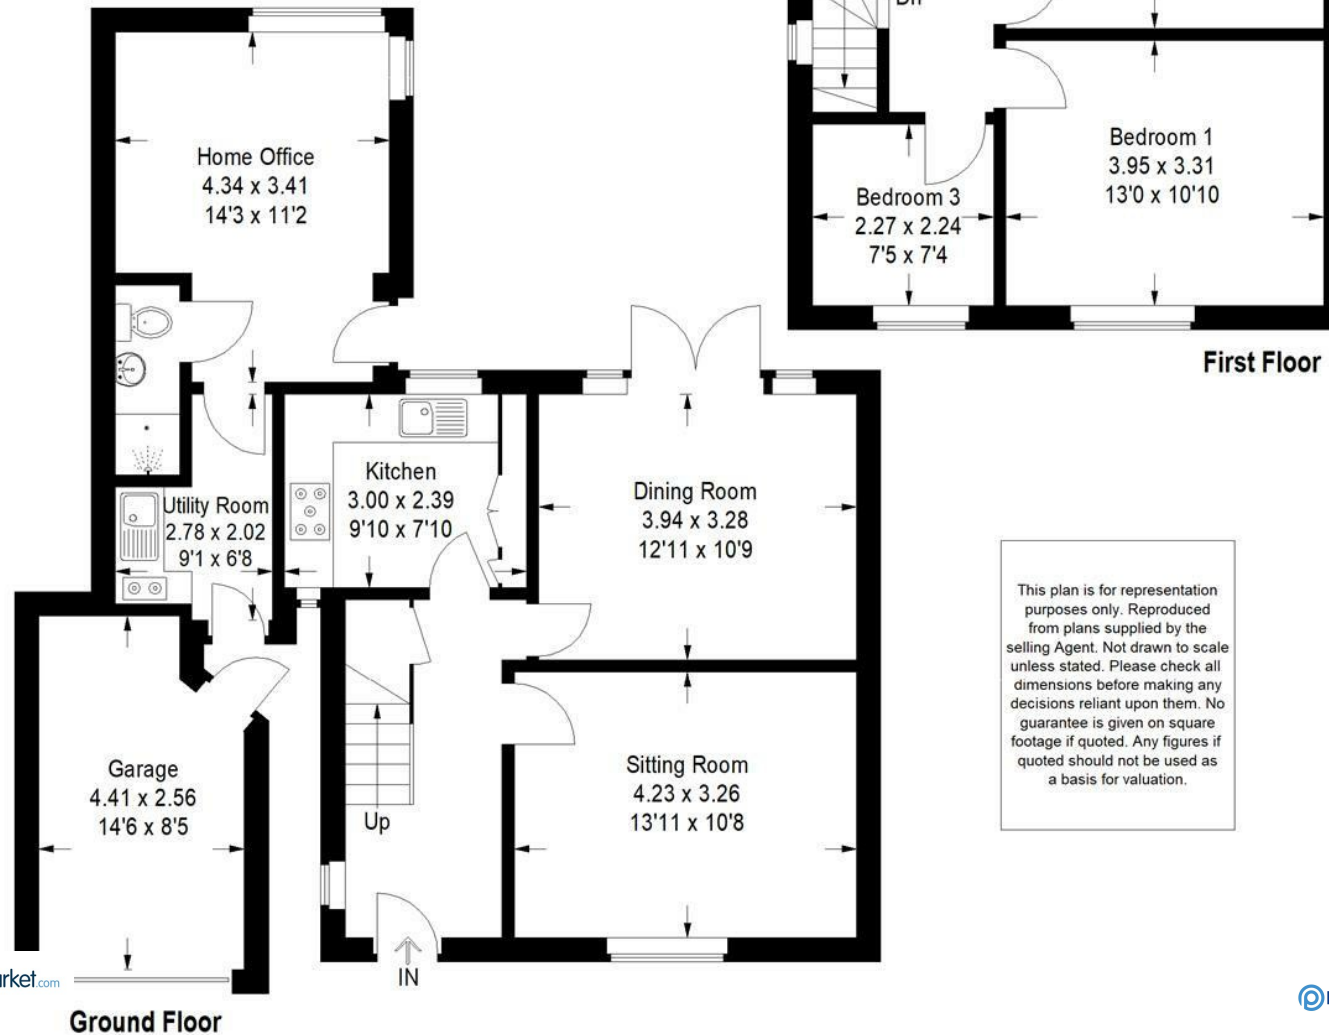 Dn
Home Office
4.34 x 3.41
14'3 x 11'2
Bedroom 1
3.95 x 3.31
13'0 x 10'10
Bedroom 3
2.27 x 2.24
7'5 x 7'4
First Floor
Kitchen
3.00 x 2.39
9'10 x 7'10
Utility Room
2.78 x 2.02
9'1 x 6'8
Dining Room
3.94 x 3.28
12'11 x 10'9
This plan is for representation
purposes only. Reproduced
from plans supplied by the
selling Agent. Not drawn to scale
unless stated. Please check all
dimensions before making any
decisions reliant upon them. No
guarantee is given on square
footage if quoted. Any figures if
quoted should not be used as
a basis for valuation.
Garage
4.41 x 2.56
14'6 x 8'5
Up
Sitting Room
4.23 x 3.26
13'11 x 10'8
IN
rket.com
Ground Floor